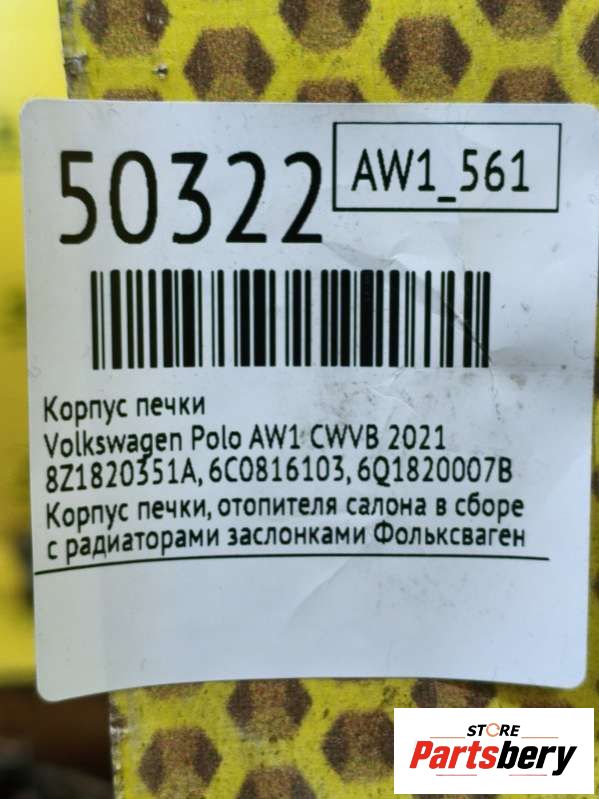 50322
AW1_561
Корпус печки
Volkswagen Polo AW1 CWVB 2021
8Z1820351A, 6C0816103, 6Q1820007B
Корпус печки, отопителя салона в сборе
с радиаторами заслонками Фольксваген
STORE
Partsbery